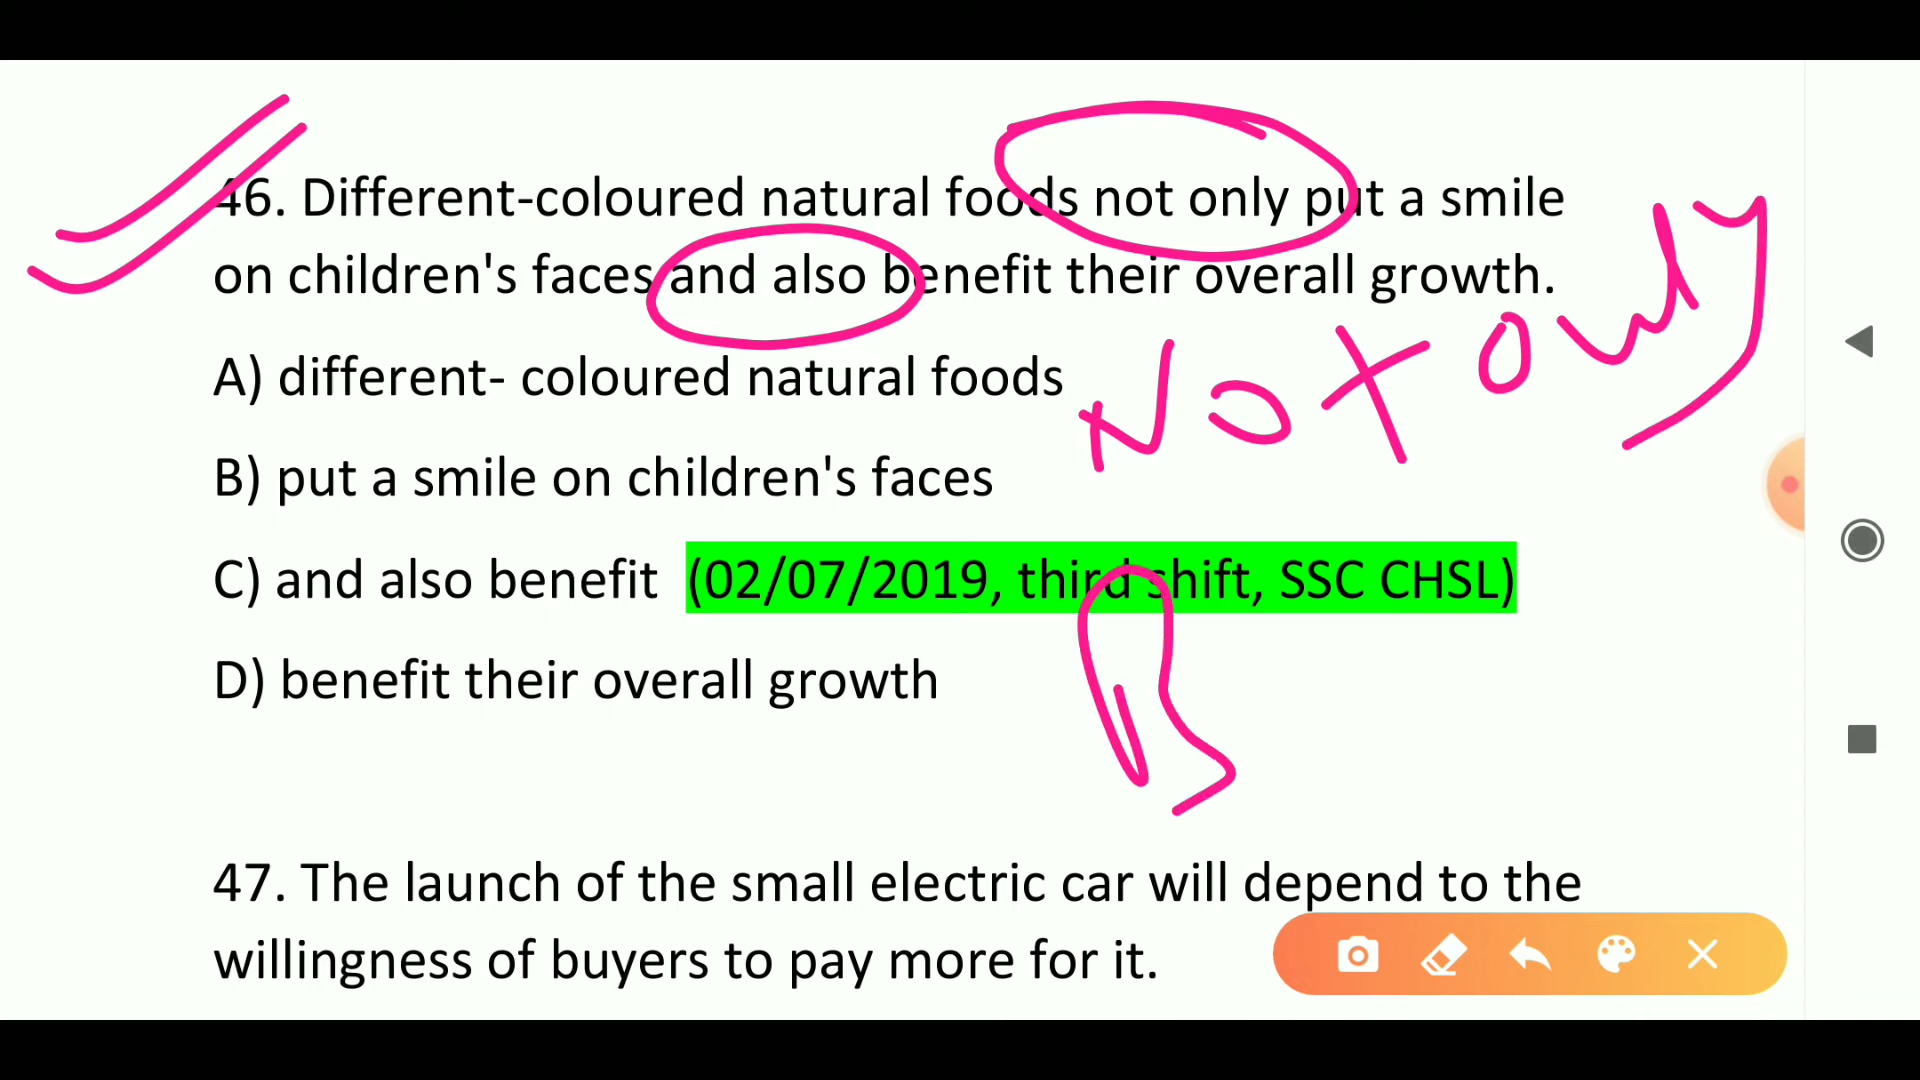 46. Different-coloured natural foods not only put a smile
on children's faces and also benefit their overall growth.
A) different- coloured natural foods
Not only
B) put a smile on children's faces
C) and also benefit (02/07/2019, third shift, SSC CHSL)
D) benefit their overall growth
47. The launch of the small electric car will depend to the
willingness of buyers to pay more for it.